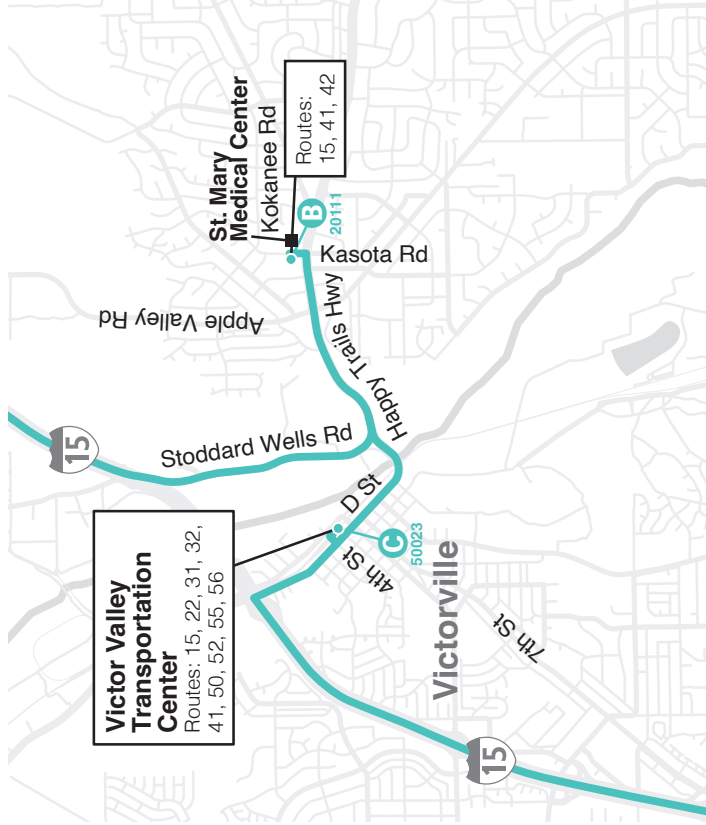 St. Mary
Medical Center
Kokanee Rd
Routes:
15, 41, 42
B
20111
Kasota Rd
Apple Valley Rd
Happy Trails Hwy
15
Stoddard Wells Rd
D St
C
50023
4th St
Victor Valley
Transportation
Center
Routes: 15, 22, 31, 32,
41, 50, 52, 55, 56
Victorville
7th St
15